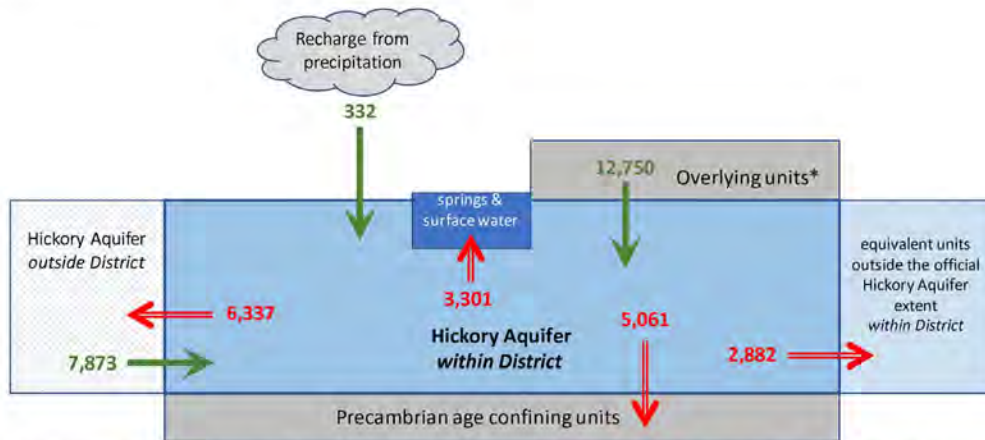 Recharge from
precipitation
332
12,750
Overlying units*
springs &
surface water
Hickory Aquifer
outside District
equivalent units
outside the official
Hickory Aquifer
extent
within District
6,337
3,301
5,061
Hickory Aquifer
within District
2,882
7,873
Precambrian age confining units